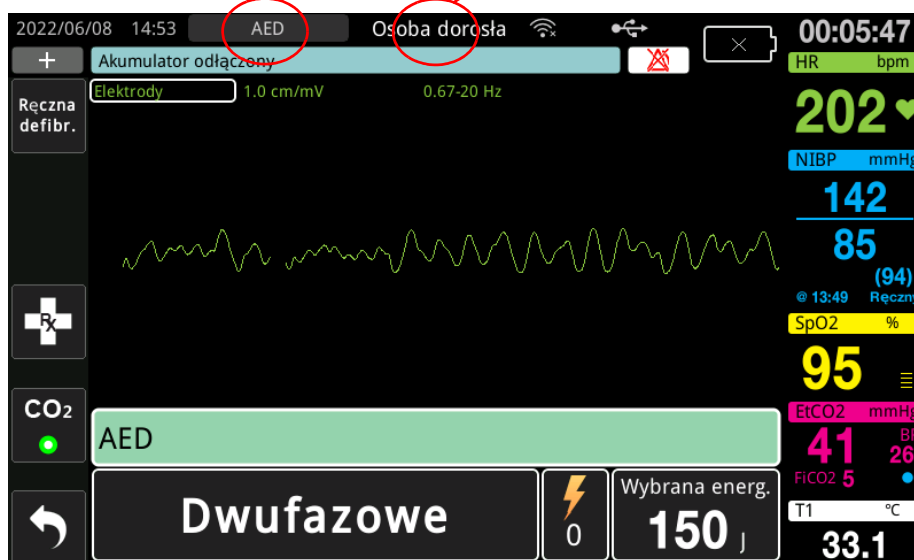 2022/06/08 14:53 AED Osoba dorosła 00:05:47
Akumulator odłączony
HR bpm
Elektrody 1.0 cm/mV 0.67-20 Hz
Ręczna
defibr.
202
NIBP mmHg
142
85
(94)
@ 13:49 Ręczny
Rx
SpO2 %
95
CO2
EtCO2 mmHg
AED
41
26
FiCO2 5
Dwufazowe
0
Wybrana energ.
150 J
T1 °C
33.1